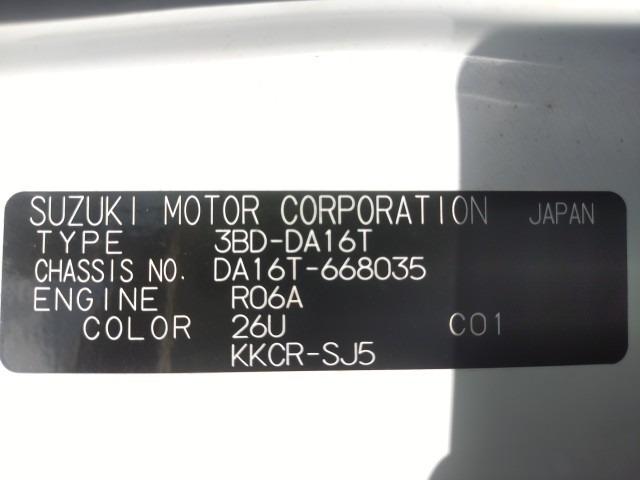 SUZUKI MOTOR CORPORATION JAPAN
TYPE 3BD-DA16T
CHASSIS NO. DA16T-668035
ENGINE R06A
COLOR 26U C01
KKCR-SJ5